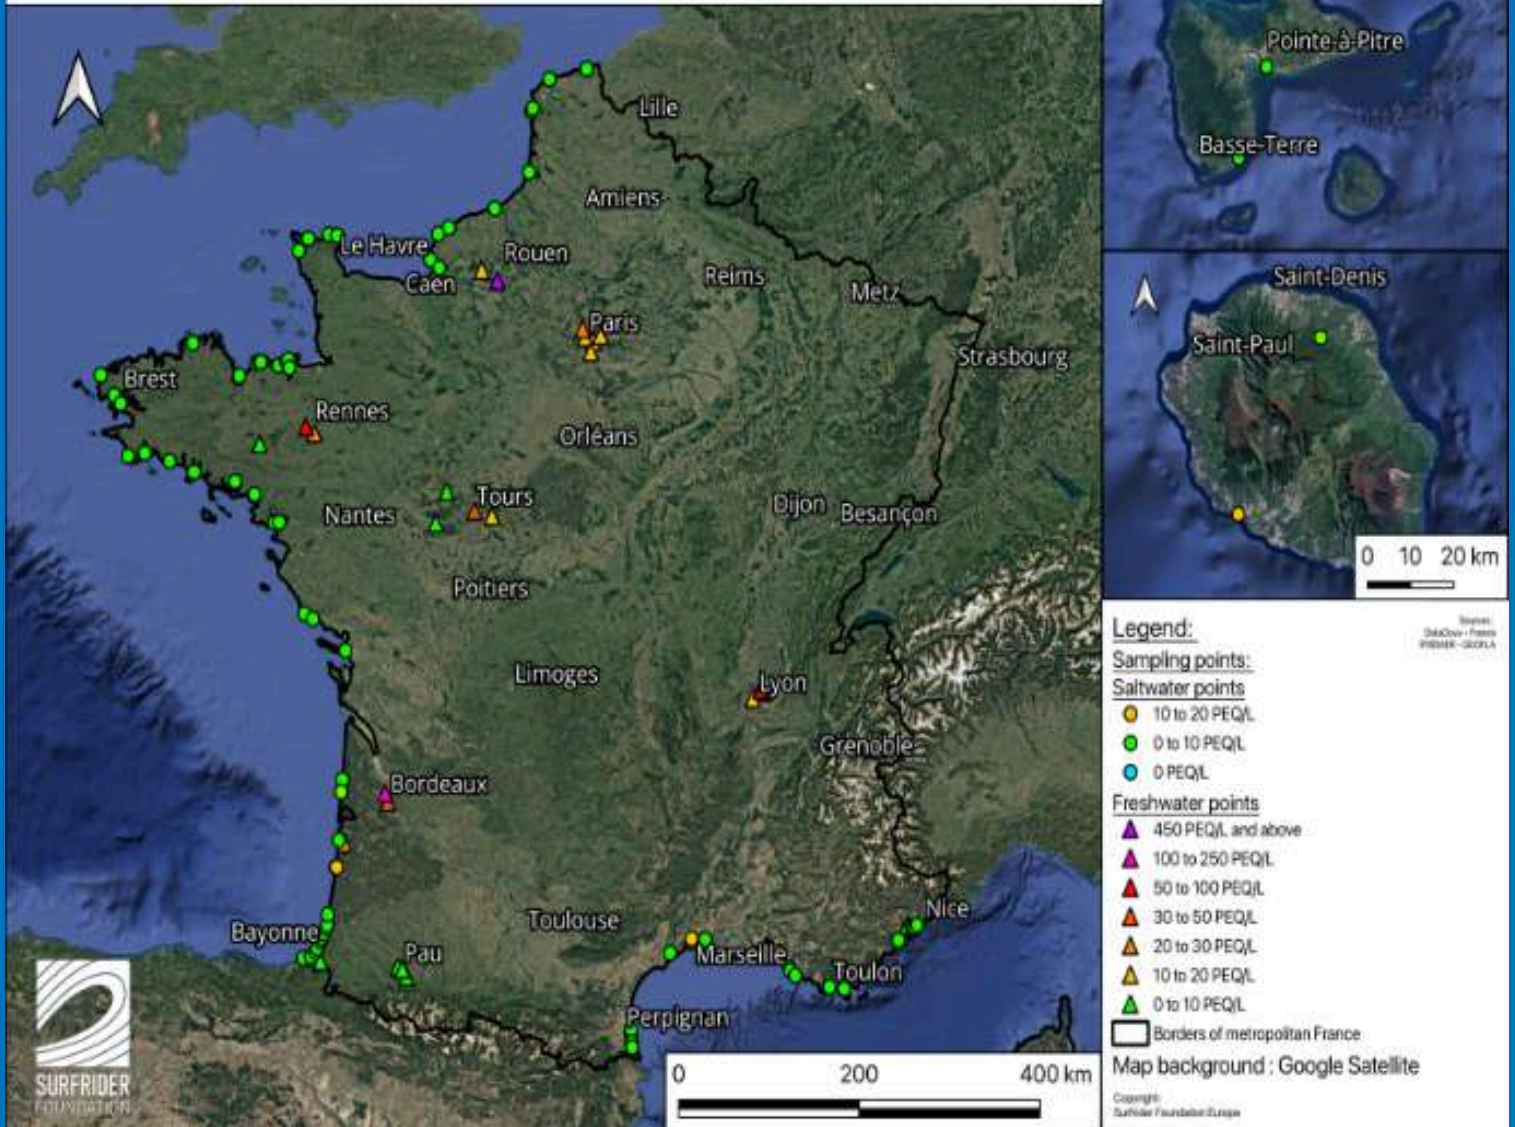 Lille
Amiens
Le Havre
Rouen
Caen
Reims
Metz
Paris
Strasbourg
Brest
Rennes
Orléans
Tours
Nantes
Dijon
Besançon
Poitiers
Limoges
Lyon
Grenoble
Bordeaux
Toulouse
Nice
Bayonne
Pau
Marseille
Toulon
Perpignan
SURFRIDER
FOUNDATION
0 200 400 km
Pointe-à-Pitre
Basse-Terre
Saint-Denis
Saint-Paul
0 10 20 km
Legend:
Sampling points:
Saltwater points
10 to 20 PEQ/L
0 to 10 PEQ/L
0 PEQ/L
Freshwater points
450 PEQ/L and above
100 to 250 PEQ/L
50 to 100 PEQ/L
30 to 50 PEQ/L
20 to 30 PEQ/L
10 to 20 PEQ/L
0 to 10 PEQ/L
Borders of metropolitan France
Map background : Google Satellite
Copyright:
Surfrider Foundation Europe